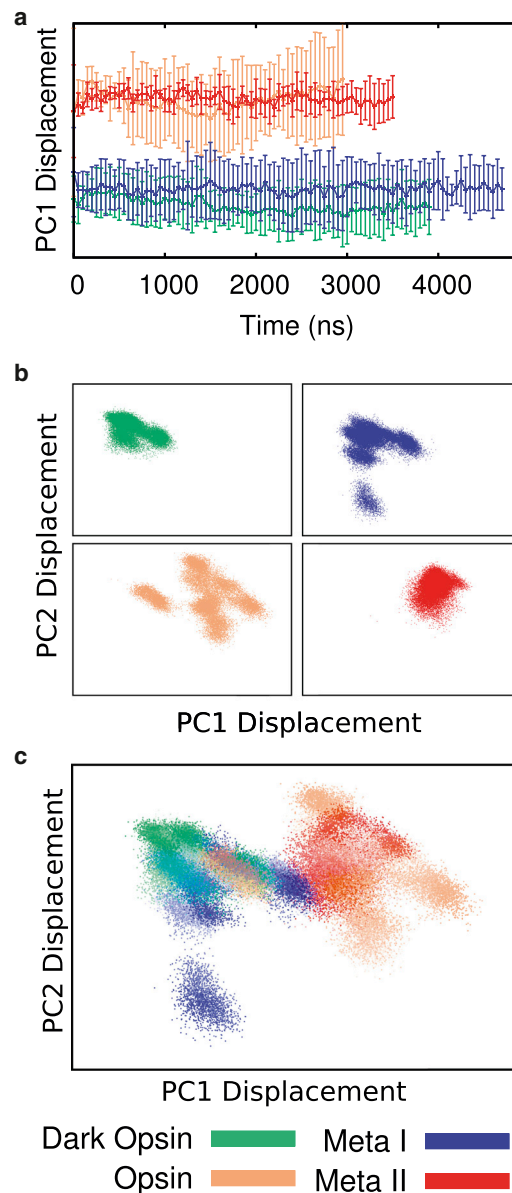 a
PC1 Displacement
0 1000 2000 3000 4000
Time (ns)
b
PC2 Displacement
PC1 Displacement
c
PC2 Displacement
PC1 Displacement
Dark Opsin Meta I
Opsin Meta II